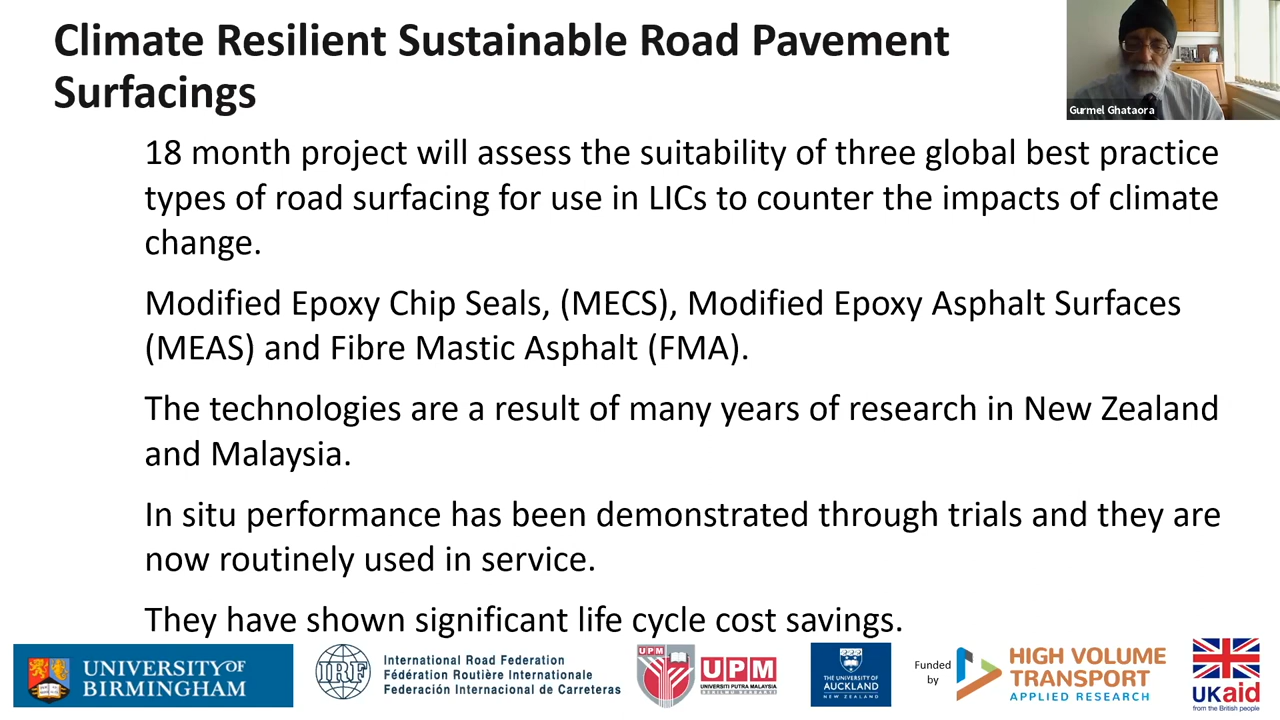 Climate Resilient Sustainable Road Pavement
Surfacings
Gurmel Ghataora
18 month project will assess the suitability of three global best practice
types of road surfacing for use in LICs to counter the impacts of climate
change.
Modified Epoxy Chip Seals, (MECS), Modified Epoxy Asphalt Surfaces
(MEAS) and Fibre Mastic Asphalt (FMA).
The technologies are a result of many years of research in New Zealand
and Malaysia.
In situ performance has been demonstrated through trials and they are
now routinely used in service.
They have shown significant life cycle cost savings.
UNIVERSITY OF
BIRMINGHAM
IRF
International Road Federation
Fédération Routière Internationale
Federación Internacional de Carreteras
UPM
UPM
UNIVERSITI PUTRA MALAYSIA
THE UNIVERSITY OF
AUCKLAND
NEW ZEALAND
Funded
by
HIGH VOLUME
TRANSPORT
APPLIED RESEARCH
UKaid
from the British people